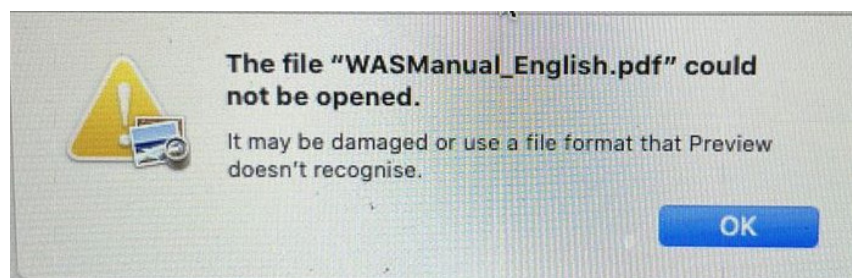 The file “WASManual_English.pdf” could
not be opened.
It may be damaged or use a file format that Preview
doesn’t recognise.
OK